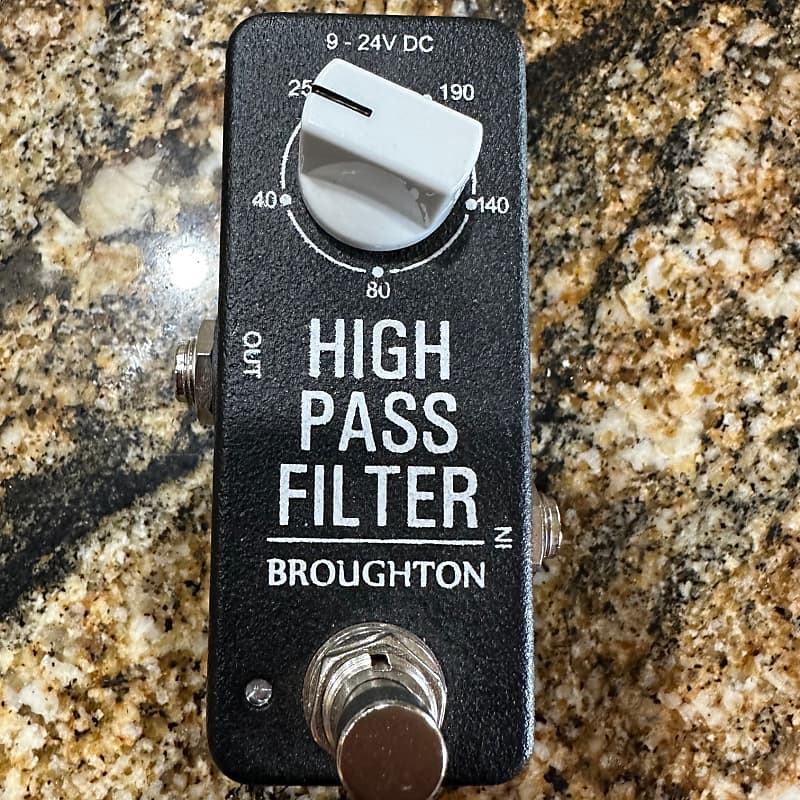 9 - 24V DC
25 190
40 140
80
OUT
HIGH
PASS
FILTER
IN
BROUGHTON